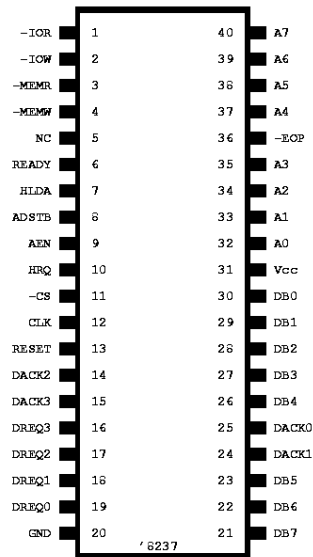 -IOR 1 40 A7
-IOW 2 39 A6
-MEMR 3 38 A5
-MEMW 4 37 A4
NC 5 36 -EOP
READY 6 35 A3
HLDA 7 34 A2
ADSTB 8 33 A1
AEN 9 32 A0
HRQ 10 31 Vcc
-CS 11 30 DB0
CLK 12 29 DB1
RESET 13 28 DB2
DACK2 14 27 DB3
DACK3 15 26 DB4
DREQ3 16 25 DACK0
DREQ2 17 24 DACK1
DREQ1 18 23 DB5
DREQ0 19 22 DB6
GND 20 21 DB7
'8237